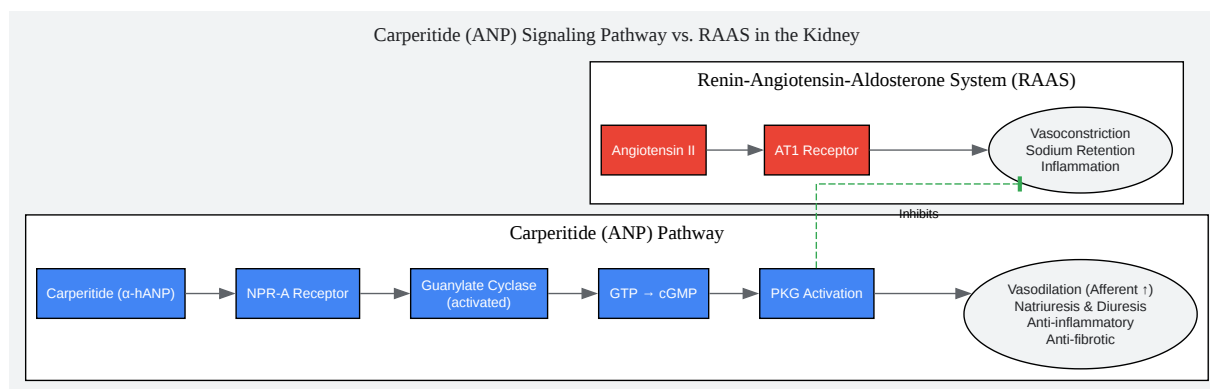 Carperitide (ANP) Signaling Pathway vs. RAAS in the Kidney
Renin-Angiotensin-Aldosterone System (RAAS)
Angiotensin II
AT1 Receptor
Vasoconstriction
Sodium Retention
Inflammation
Inhibits
Carperitide (ANP) Pathway
Carperitide (α-hANP)
NPR-A Receptor
Guanylate Cyclase
(activated)
GTP → cGMP
PKG Activation
Vasodilation (Afferent ↑)
Natriuresis & Diuresis
Anti-inflammatory
Anti-fibrotic